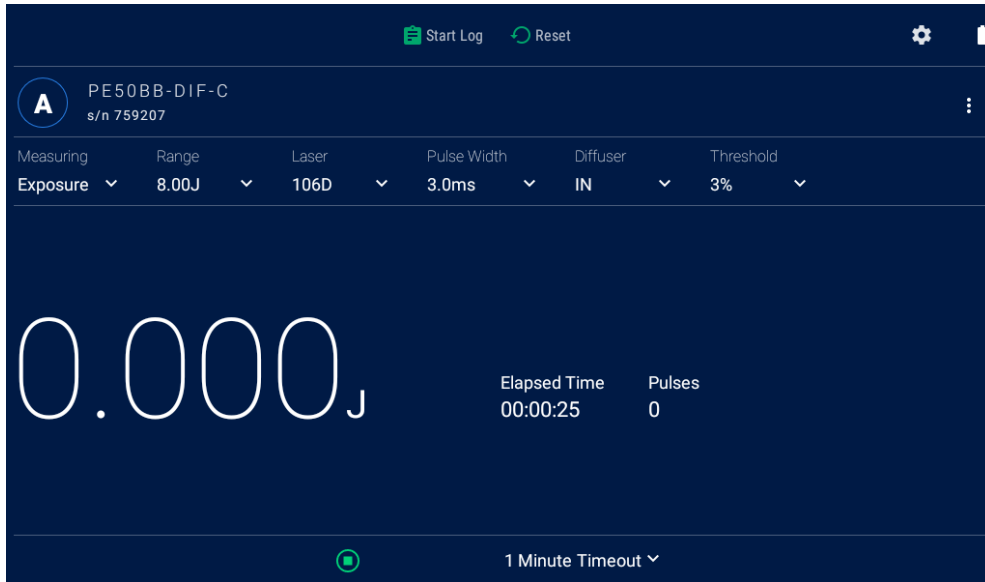 Start Log Reset
A
PE50BB-DIF-C
s/n 759207
Measuring Range Laser Pulse Width Diffuser Threshold
Exposure 8.00J 106D 3.0ms IN 3%
0.000J
Elapsed Time Pulses
00:00:25 0
1 Minute Timeout